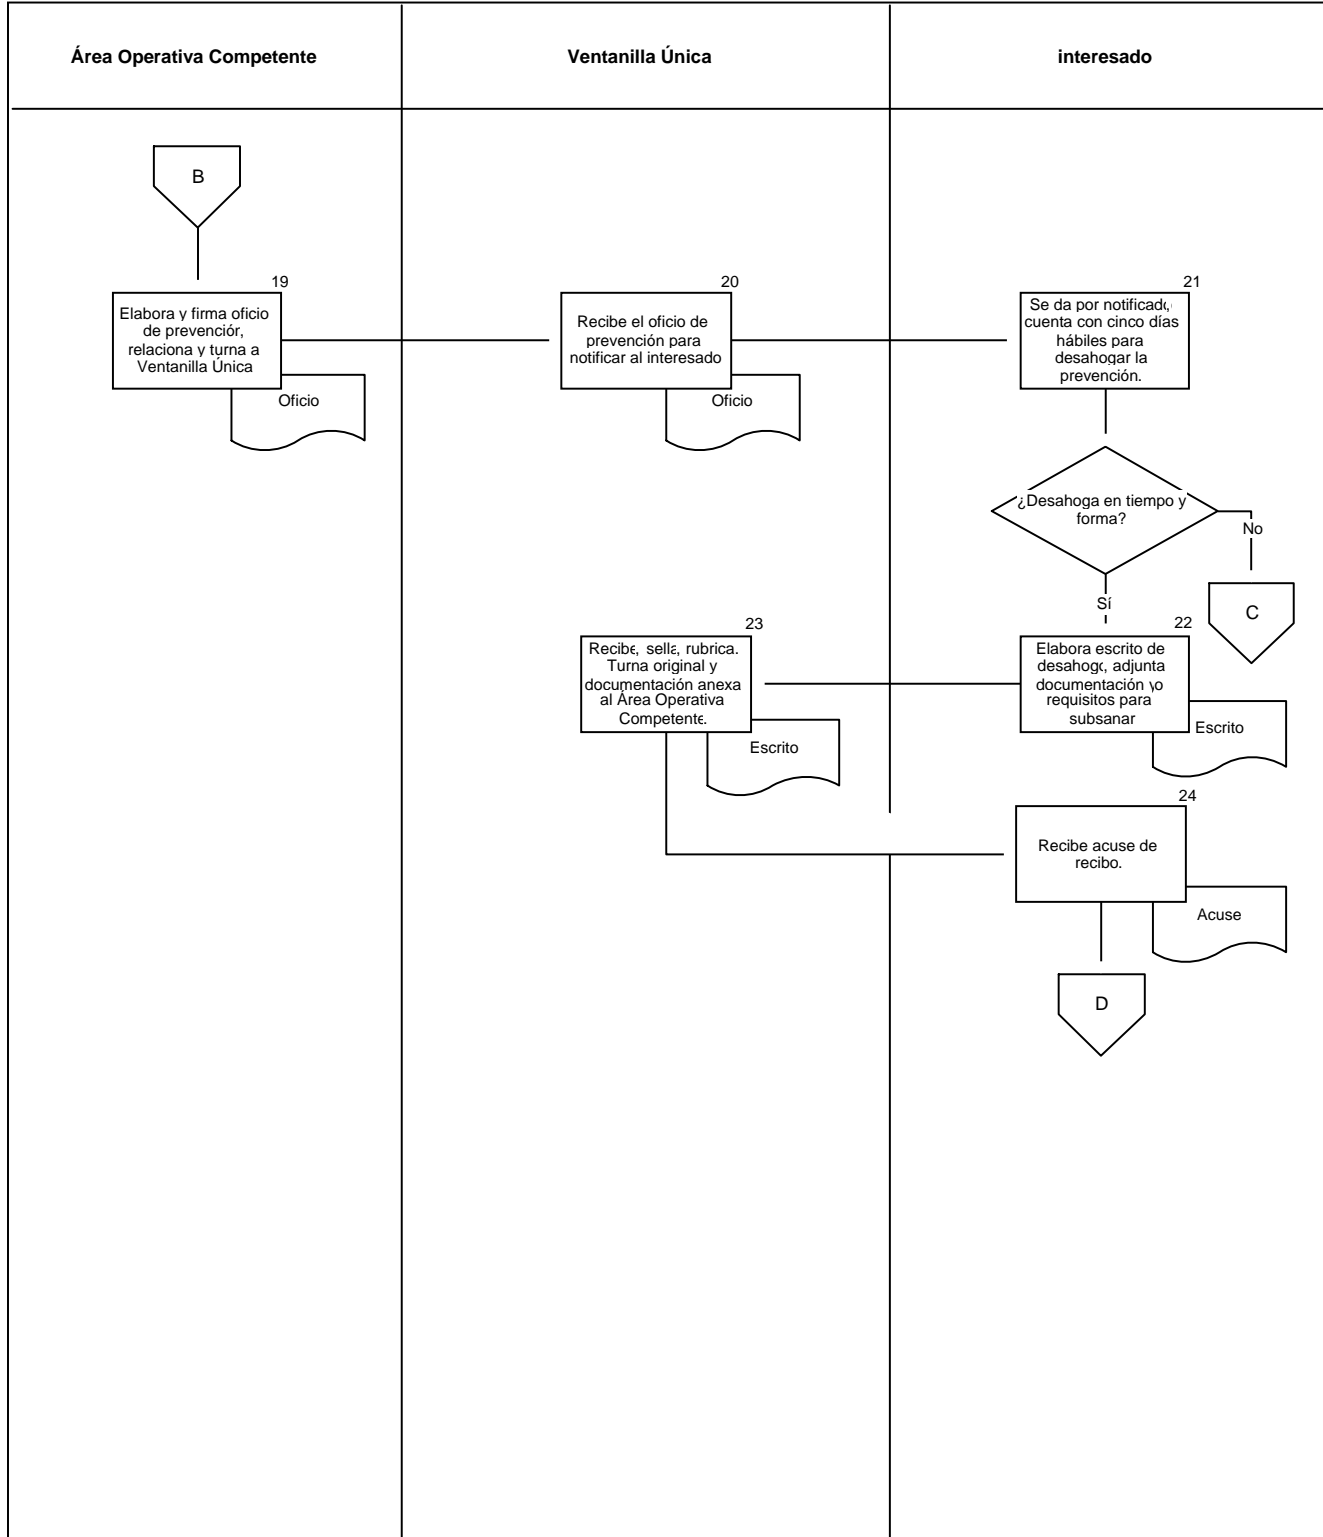 Área Operativa Competente
Ventanilla Única
interesado
B
19
Elabora y firma oficio
de prevención,
relaciona y turna a
Ventanilla Única
Oficio
20
Recibe el oficio de
prevención para
notificar al interesado
Oficio
21
Se da por notificado,
cuenta con cinco días
hábiles para
desahogar la
prevención.
¿Desahoga en tiempo y
forma?
No
C
Sí
22
Elabora escrito de
desahogo, adjunta
documentación yo
requisitos para
subsanar
Escrito
23
Recibe, sella, rubrica.
Turna original y
documentación anexa
al Área Operativa
Competente.
Escrito
24
Recibe acuse de
recibo.
Acuse
D